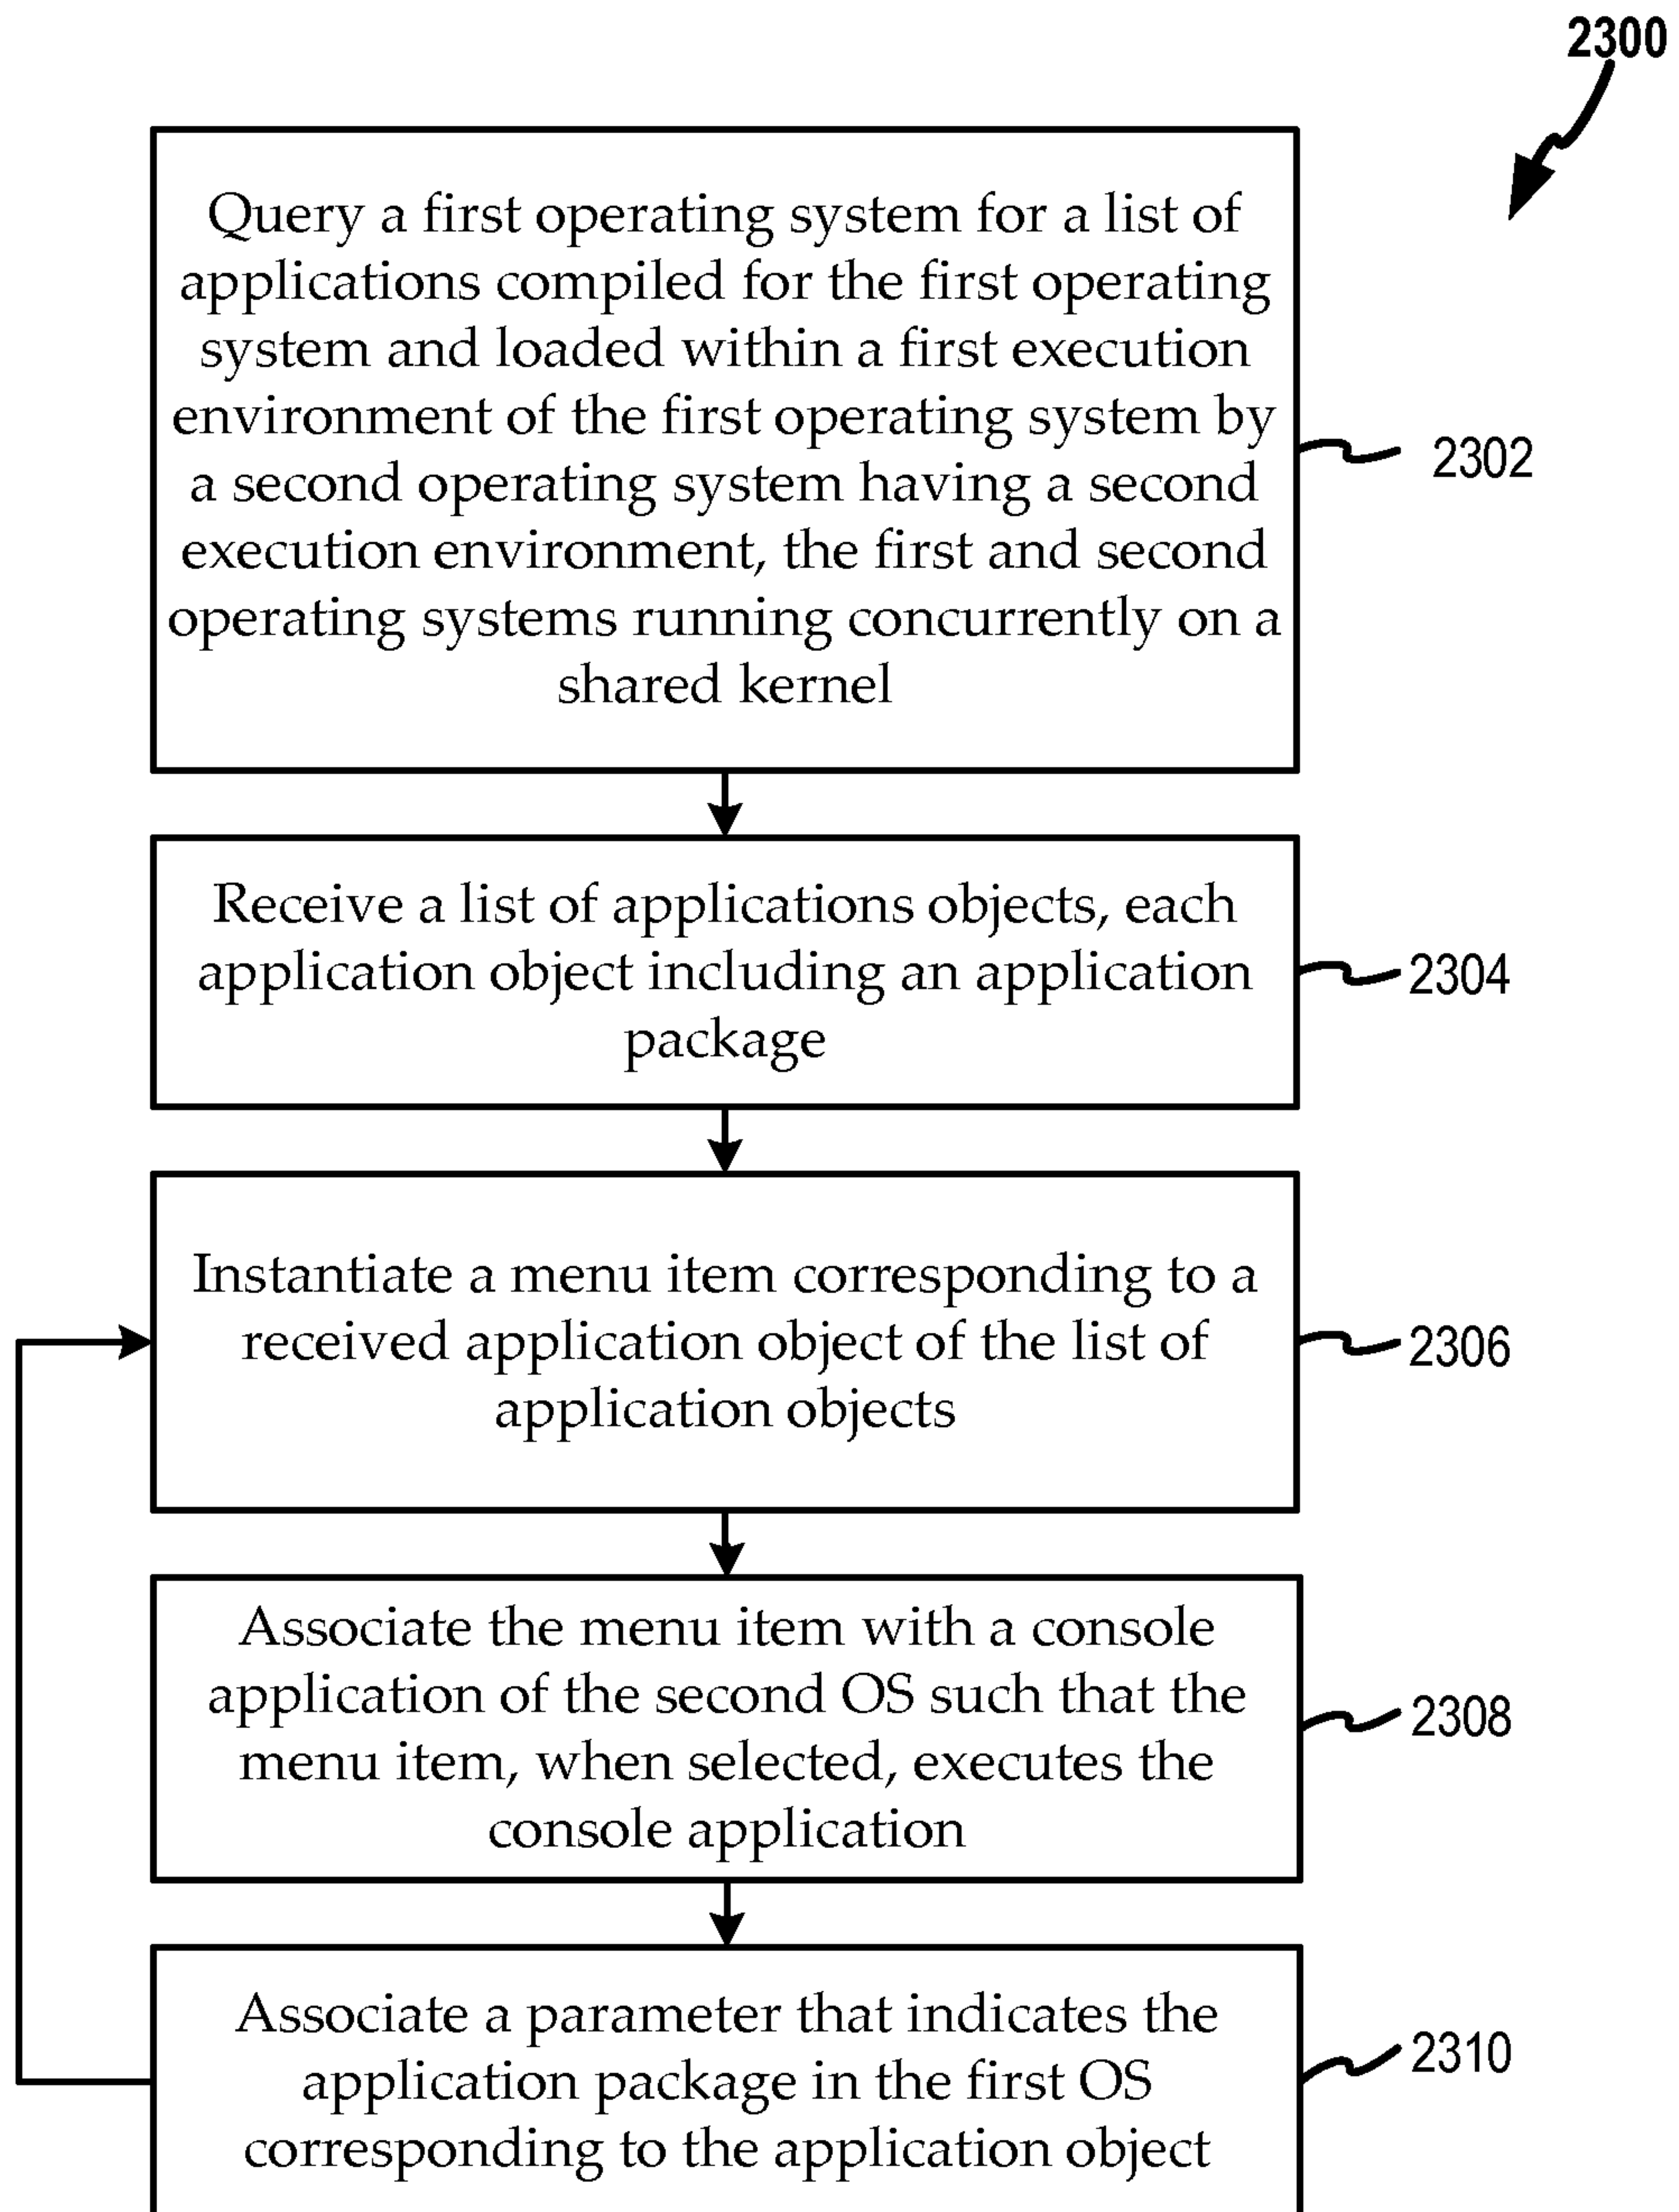 2300
Query a first operating system for a list of
applications compiled for the first operating
system and loaded within a first execution
environment of the first operating system by
a second operating system having a second
execution environment, the first and second
operating systems running concurrently on a
shared kernel
2302
Receive a list of applications objects, each
application object including an application
package
2304
Instantiate a menu item corresponding to a
received application object of the list of
application objects
2306
Associate the menu item with a console
application of the second OS such that the
menu item, when selected, executes the
console application
2308
Associate a parameter that indicates the
application package in the first OS
corresponding to the application object
2310